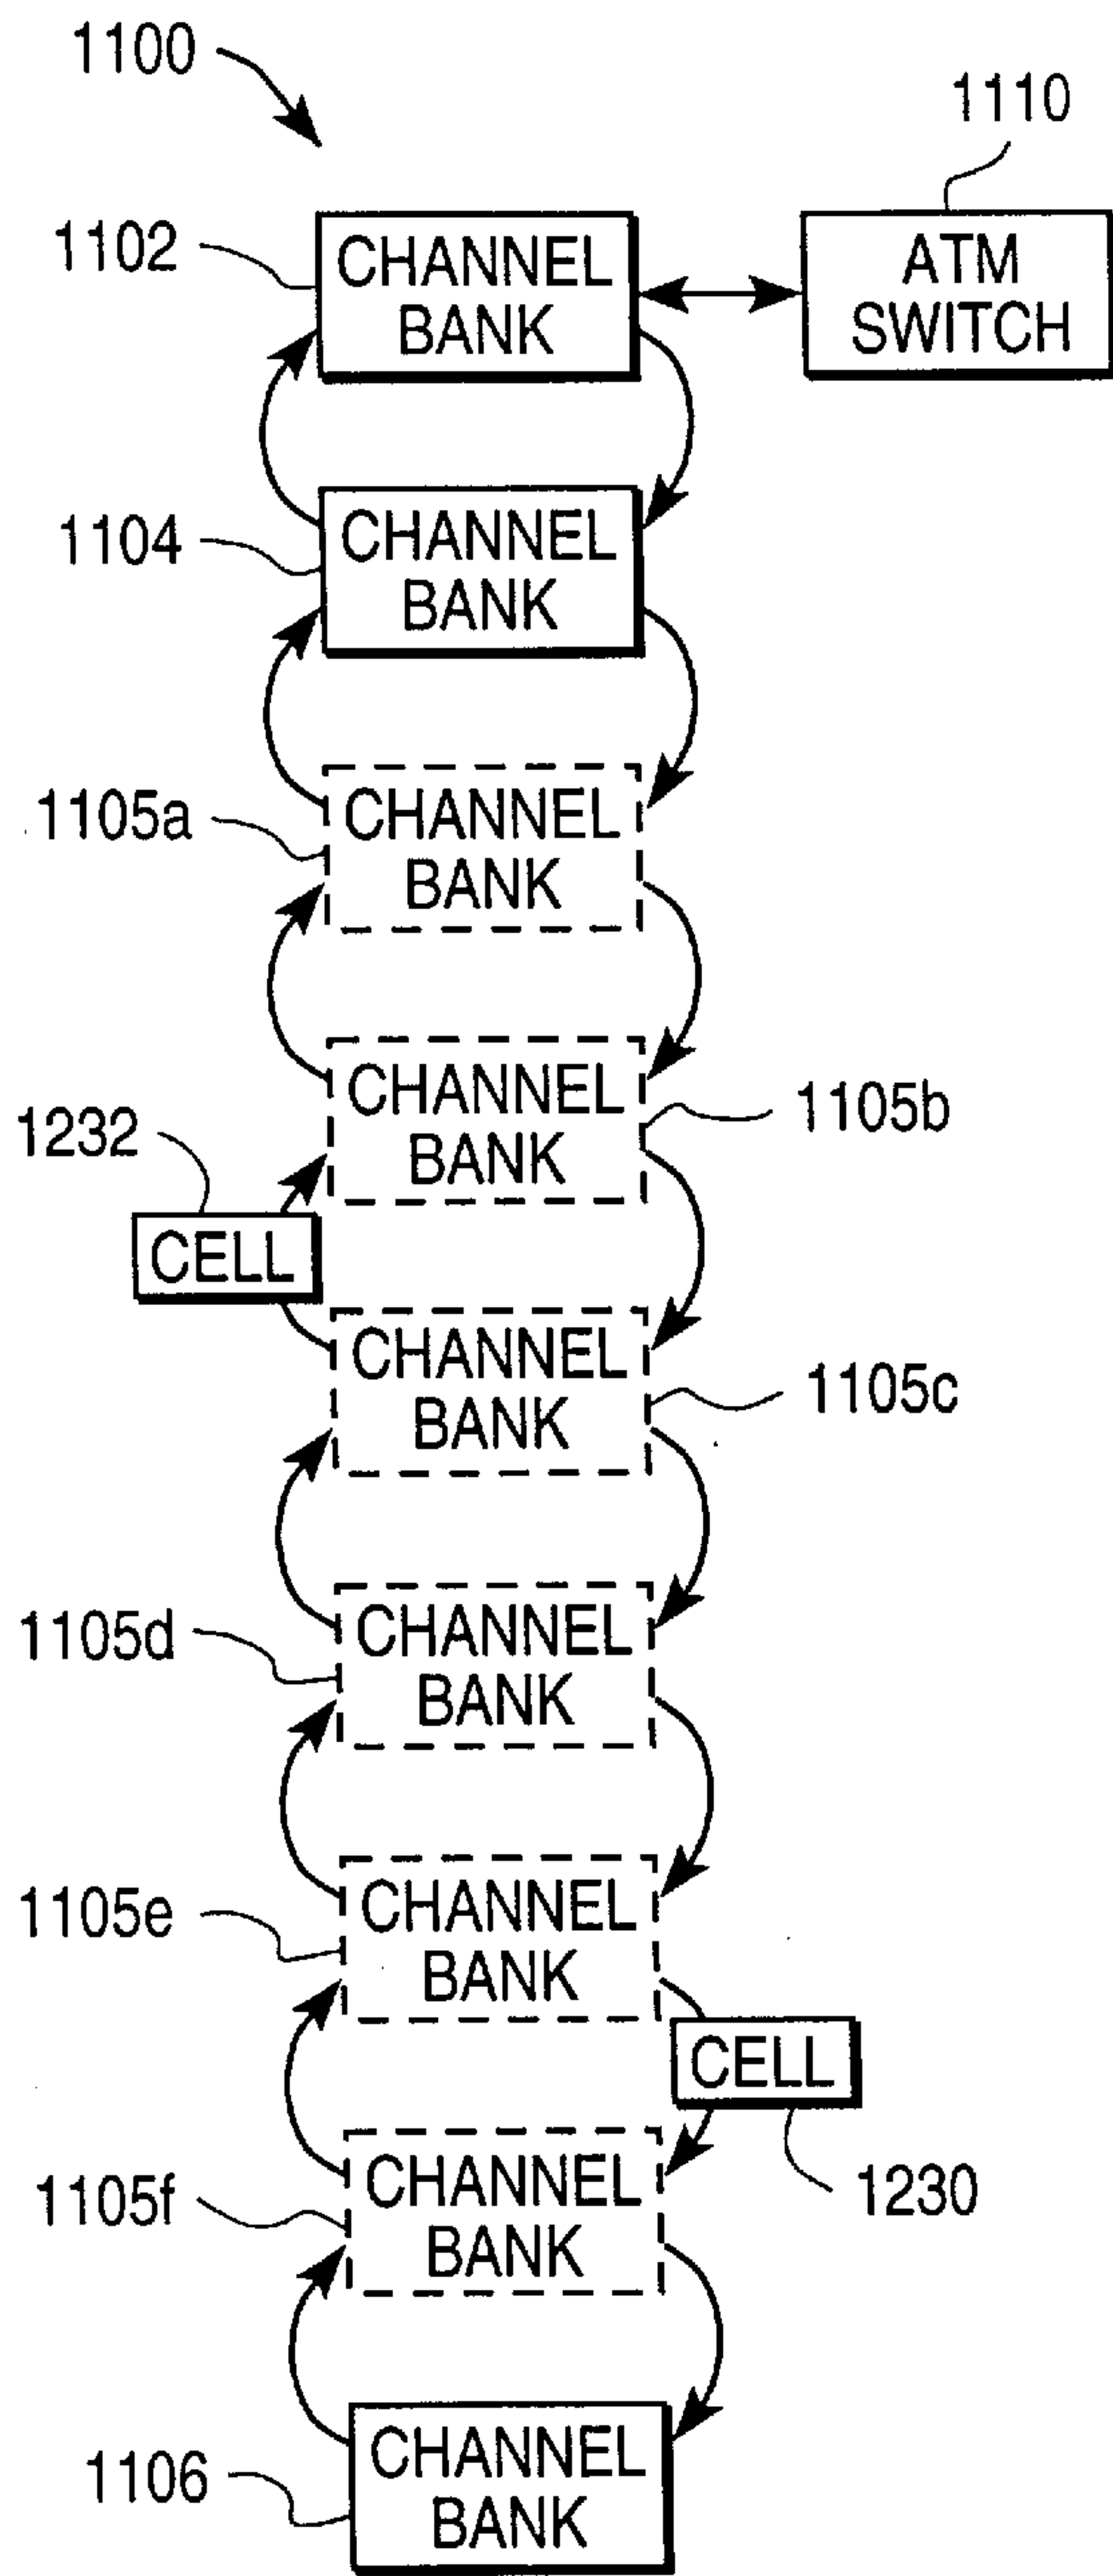 1100
1110
1102
CHANNEL
BANK
ATM
SWITCH
1104
CHANNEL
BANK
1105a
CHANNEL
BANK
CHANNEL
BANK
1105b
1232
CELL
CHANNEL
BANK
1105c
1105d
CHANNEL
BANK
1105e
CHANNEL
BANK
CELL
1230
1105f
CHANNEL
BANK
1106
CHANNEL
BANK